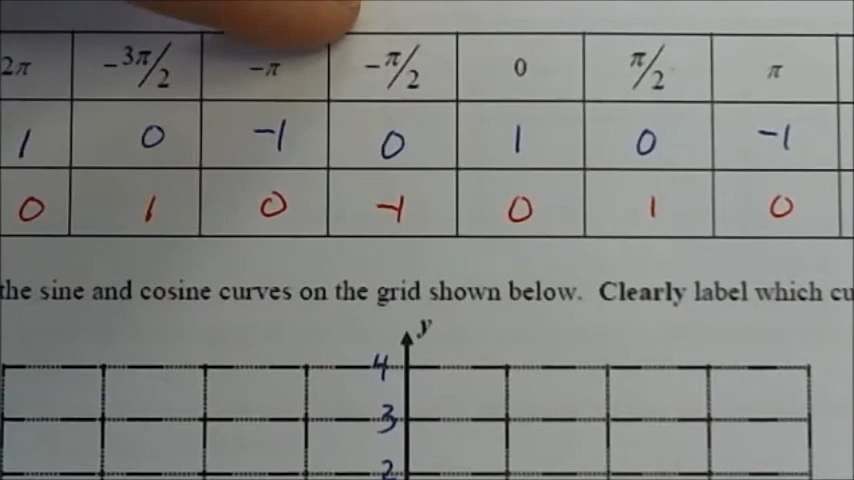 2π -3π/2 -π -π/2 0 π/2 π
1 0 -1 0 1 0 -1
0 1 0 -1 0 1 0
the sine and cosine curves on the grid shown below. Clearly label which cu
y
4
3
2